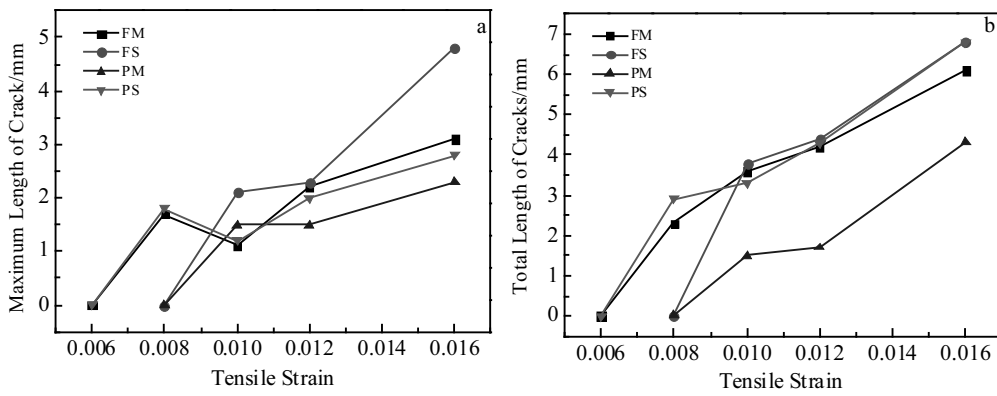 a
FM
FS
PM
PS
Maximum Length of Crack/mm
5
4
3
2
1
0
0.006 0.008 0.010 0.012 0.014 0.016
Tensile Strain
b
FM
FS
PM
PS
Total Length of Cracks/mm
7
6
5
4
3
2
1
0
0.006 0.008 0.010 0.012 0.014 0.016
Tensile Strain